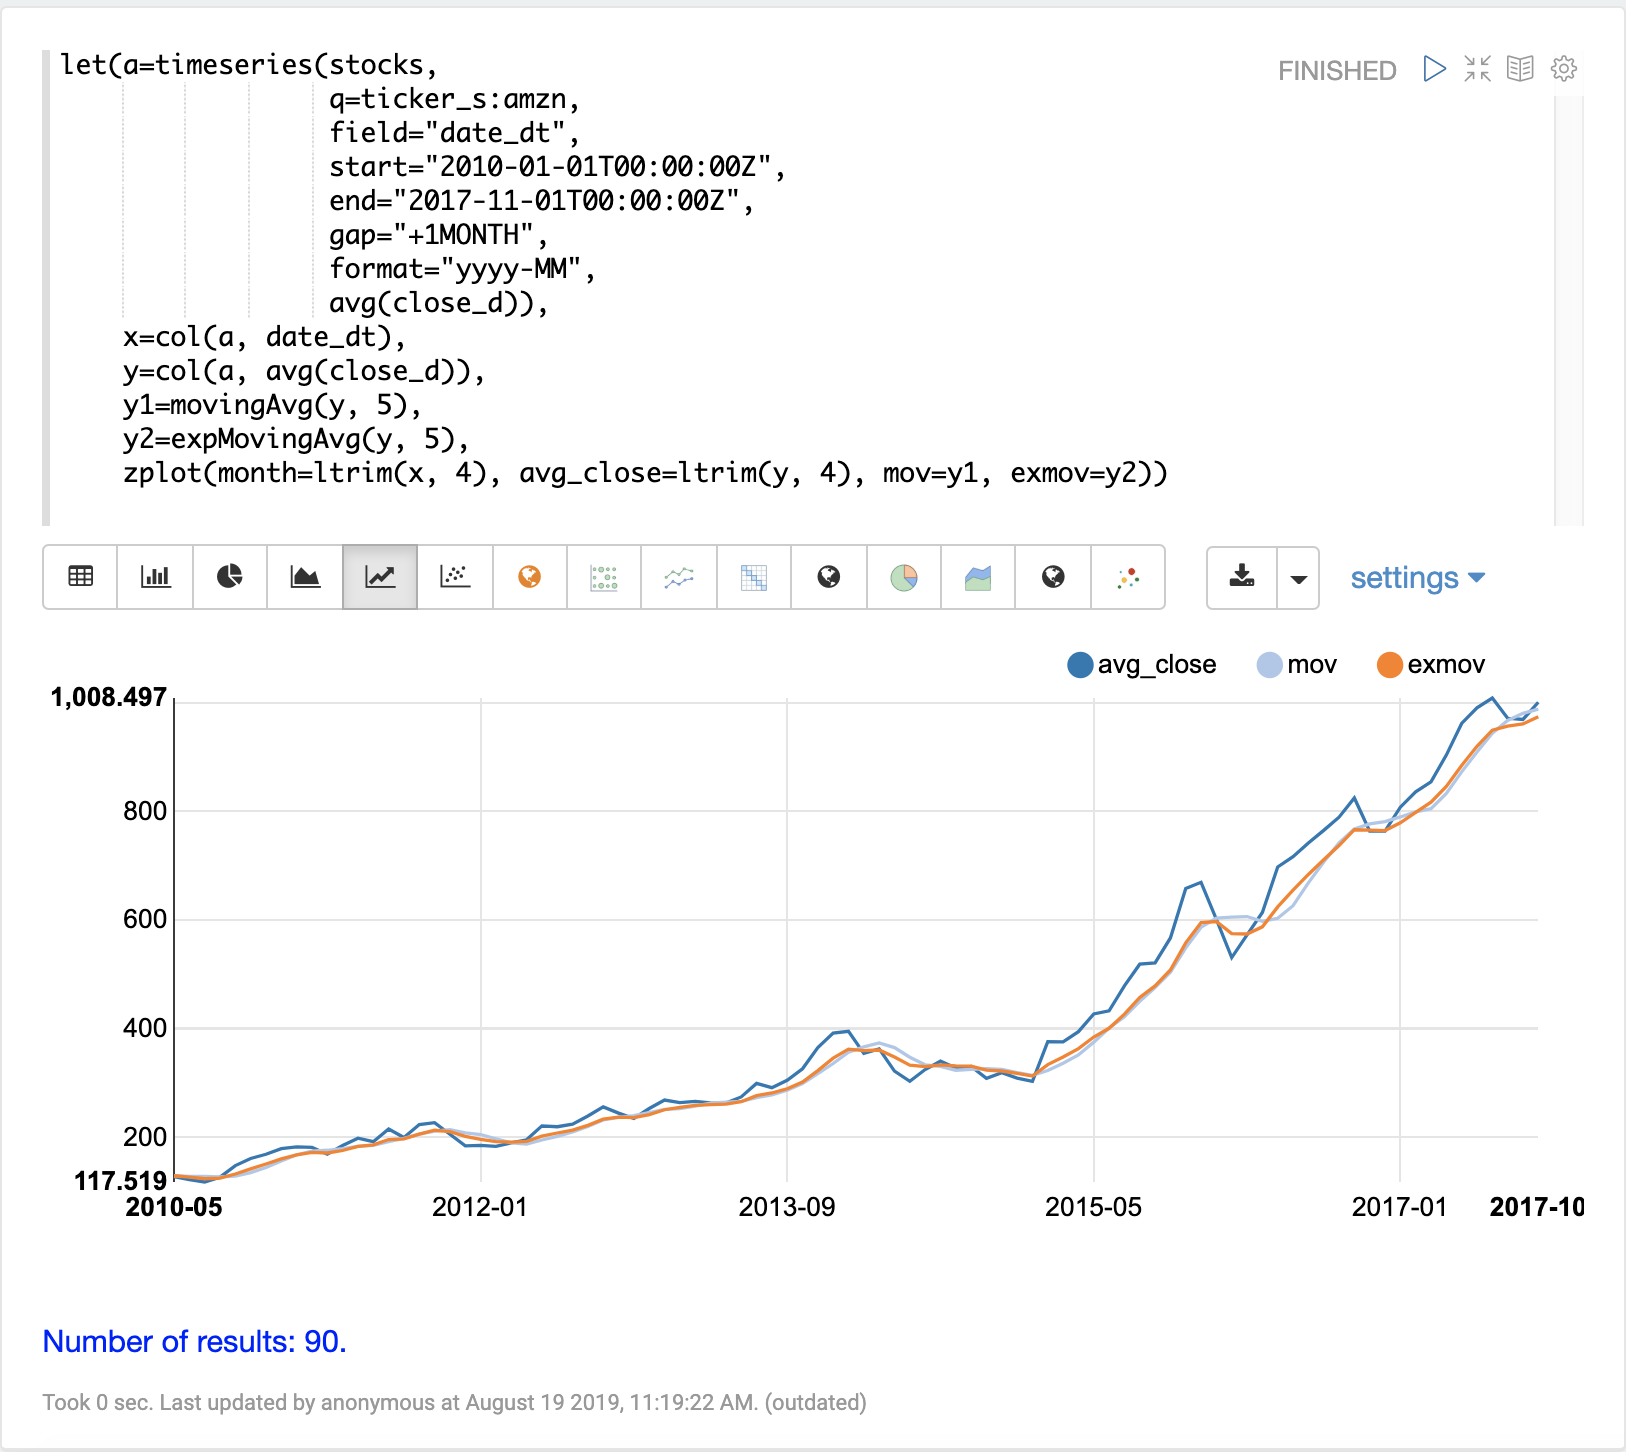 let(a=timeseries(stocks,
q=ticker_s:amzn,
field="date_dt",
start="2010-01-01T00:00:00Z",
end="2017-11-01T00:00:00Z",
gap="+1MONTH",
format="yyyy-MM",
avg(close_d)),
x=col(a, date_dt),
y=col(a, avg(close_d)),
y1=movingAvg(y, 5),
y2=expMovingAvg(y, 5),
zplot(month=ltrim(x, 4), avg_close=ltrim(y, 4), mov=y1, exmov=y2))
FINISHED
settings
avg_close mov exmov
1,008.497
800
600
400
200
117.519
2010-05 2012-01 2013-09 2015-05 2017-01 2017-10
Number of results: 90.
Took 0 sec. Last updated by anonymous at August 19 2019, 11:19:22 AM. (outdated)